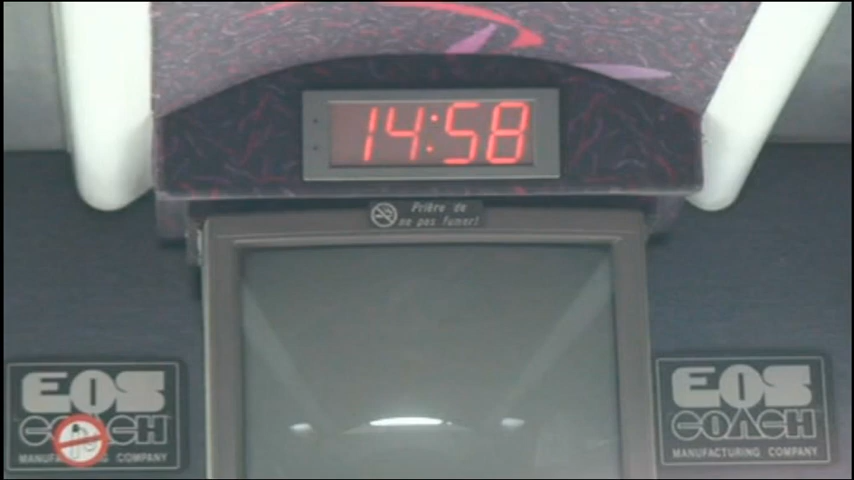 14:58
Prière de
ne pas fumer!
EOS
COACH
MANUFACTURING COMPANY
EOS
COACH
MANUFACTURING COMPANY